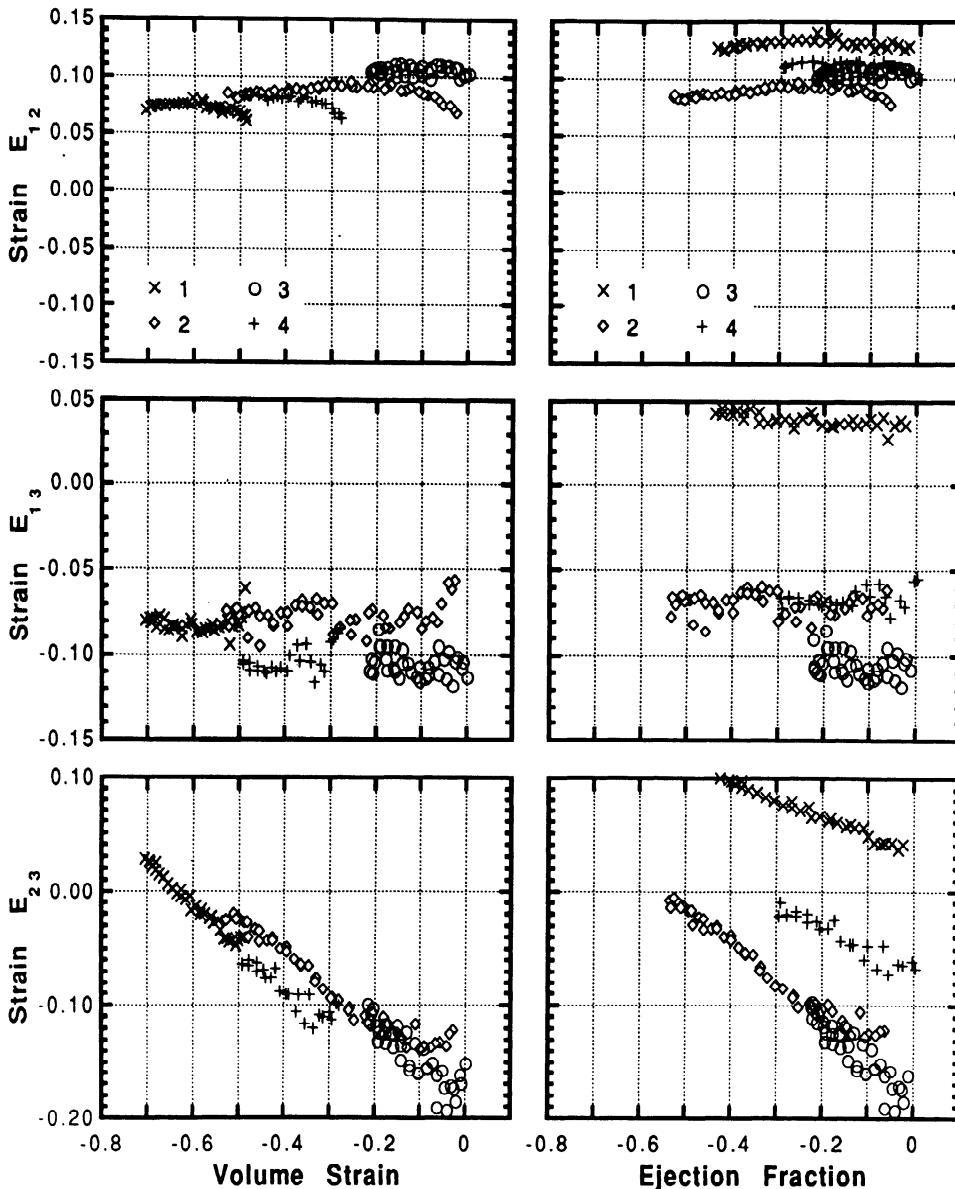 0.15
0.10
0.05
0.00
-0.05
-0.10
-0.15
Strain E12
× 1 ○ 3
◇ 2 + 4
× 1 ○ 3
◇ 2 + 4
0.05
0.00
-0.05
-0.10
-0.15
Strain E13
0.10
0.00
-0.10
-0.20
Strain E23
-0.8 -0.6 -0.4 -0.2 0
Volume Strain
-0.8 -0.6 -0.4 -0.2 0
Ejection Fraction